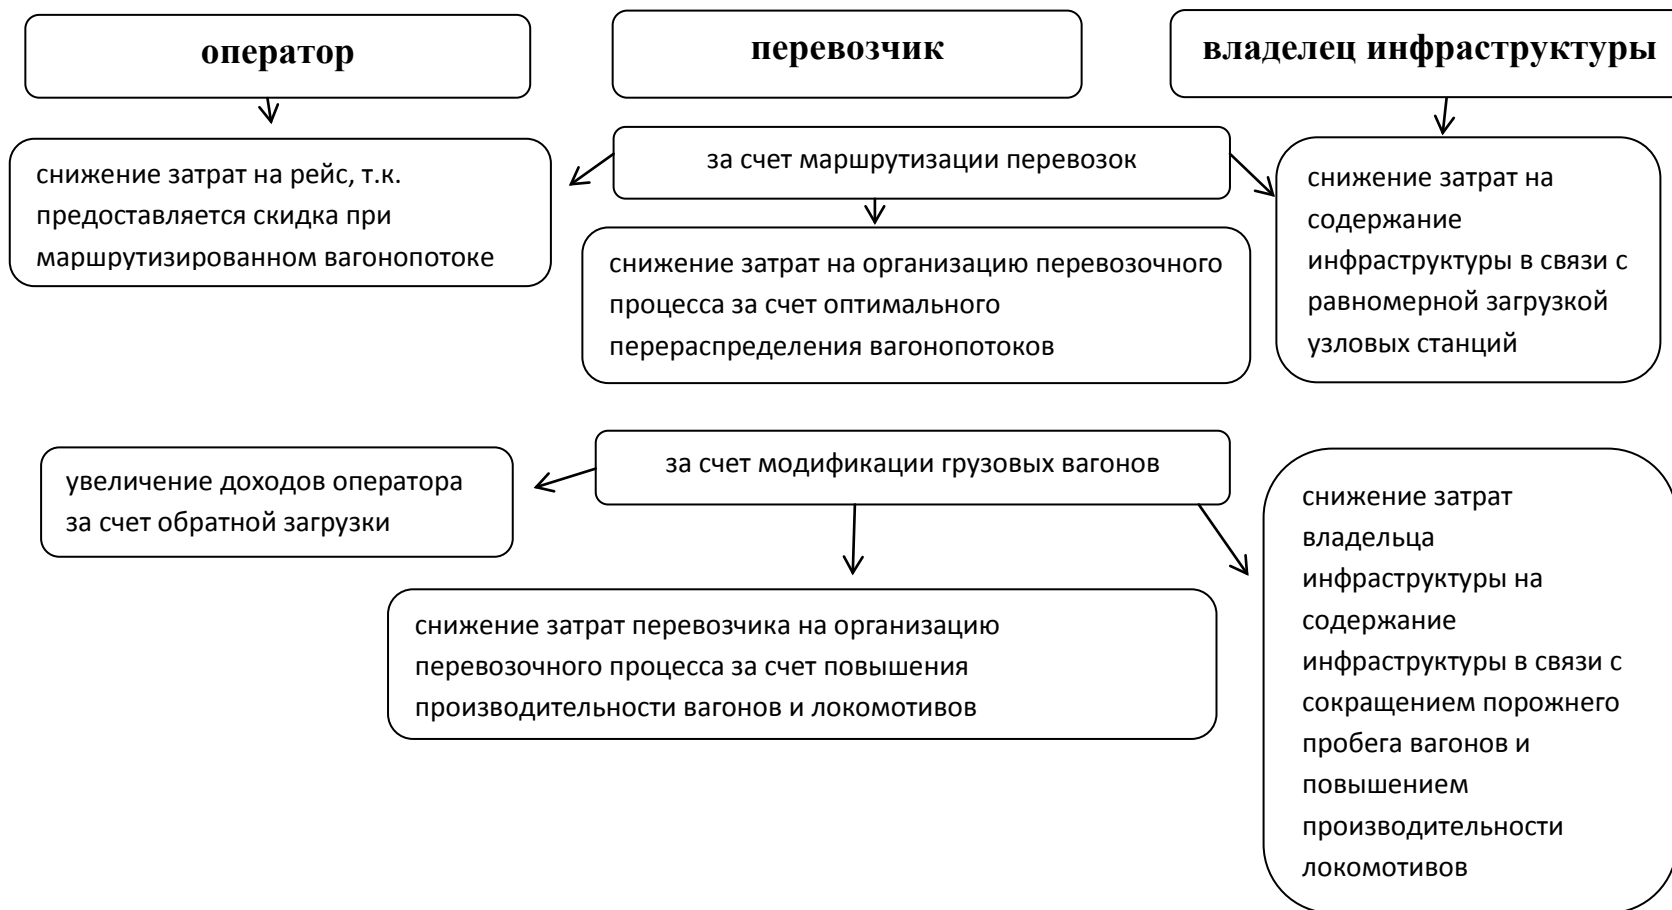 оператор
перевозчик
владелец инфраструктуры
за счет маршрутизации перевозок
снижение затрат на рейс, т.к.
предоставляется скидка при
маршрутизированном вагонопотоке
снижение затрат на организацию перевозочного
процесса за счет оптимального
перераспределения вагонопотоков
снижение затрат на
содержание
инфраструктуры в связи с
равномерной загрузкой
узловых станций
за счет модификации грузовых вагонов
увеличение доходов оператора
за счет обратной загрузки
снижение затрат перевозчика на организацию
перевозочного процесса за счет повышения
производительности вагонов и локомотивов
снижение затрат
владельца
инфраструктуры на
содержание
инфраструктуры в связи с
сокращением порожнего
пробега вагонов и
повышением
производительности
локомотивов